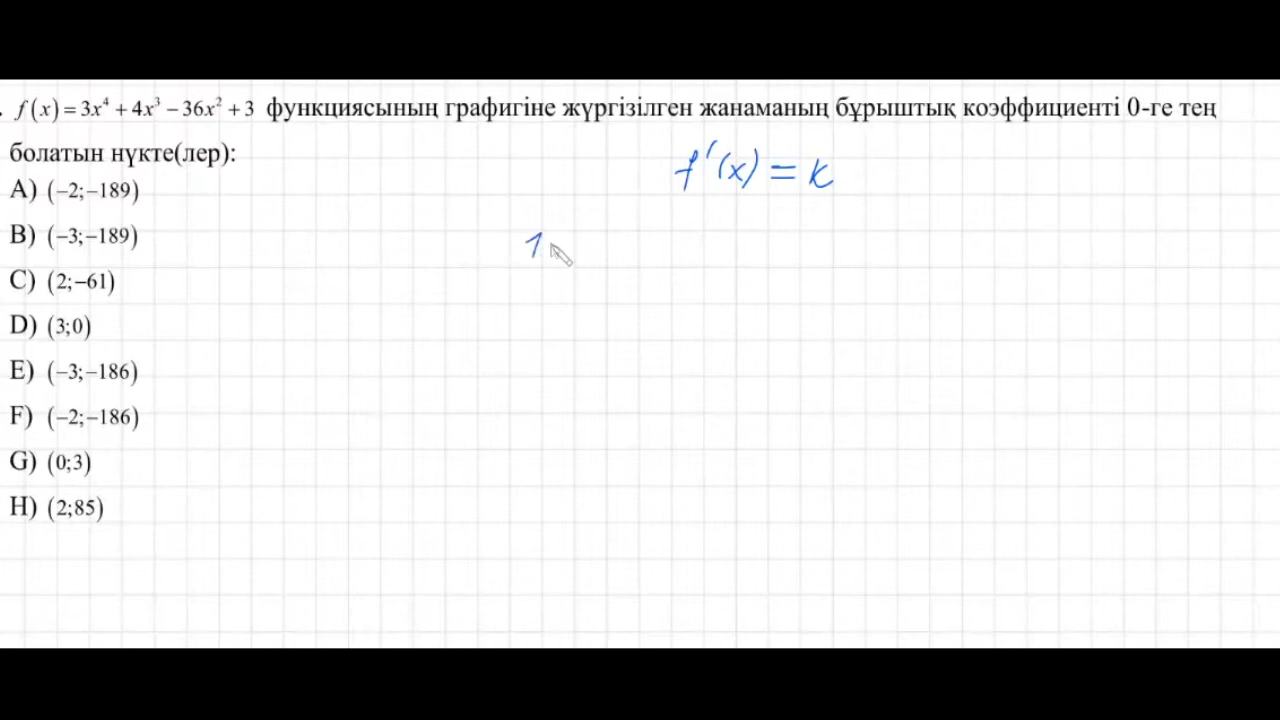 . f(x)=3x⁴+4x³−36x²+3 функциясының графигіне жүргізілген жанаманың бұрыштық коэффициенті 0-ге тең
болатын нүкте(лер):
f'(x) = k
A) (−2;−189)
B) (−3;−189)
1
C) (2;−61)
D) (3;0)
E) (−3;−186)
F) (−2;−186)
G) (0;3)
H) (2;85)